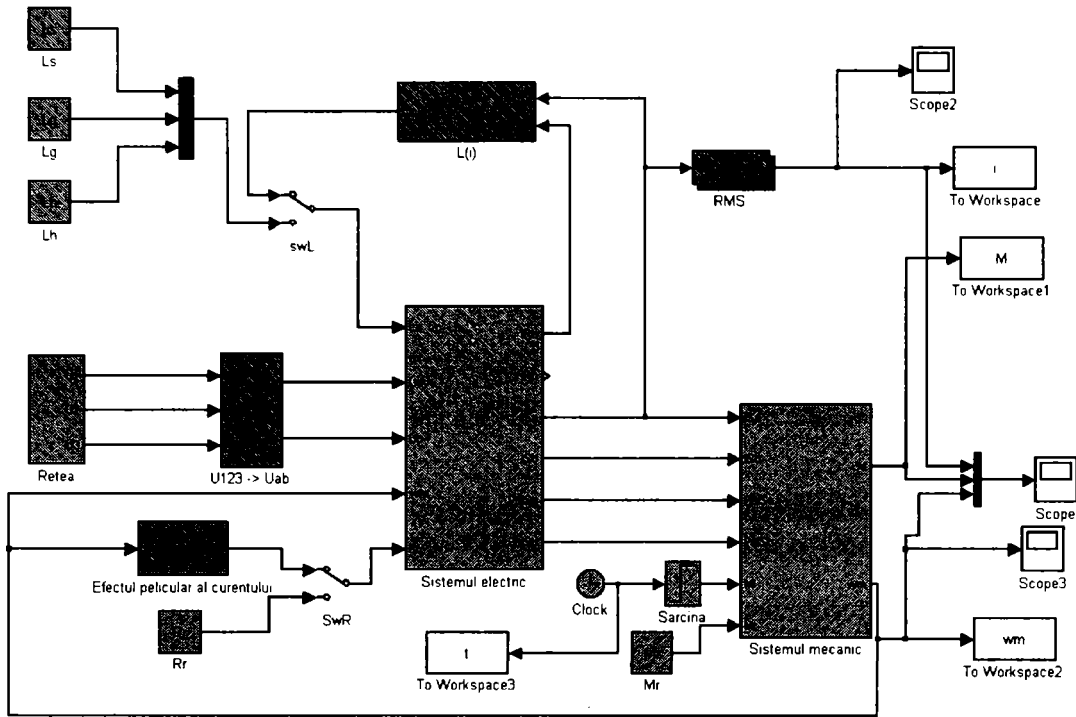 Ls
Scope2
Lg
L(i)
i
RMS
To Workspace
Lh
swL
M
To Workspace1
Retea
U123 -> Uab
Scope
Efectul pelicular al curentului
Sistemul electric
Clock
Sarcina
Scope3
SwR
Rr
t
Mr
Sistemul mecanic
wm
To Workspace3
To Workspace2